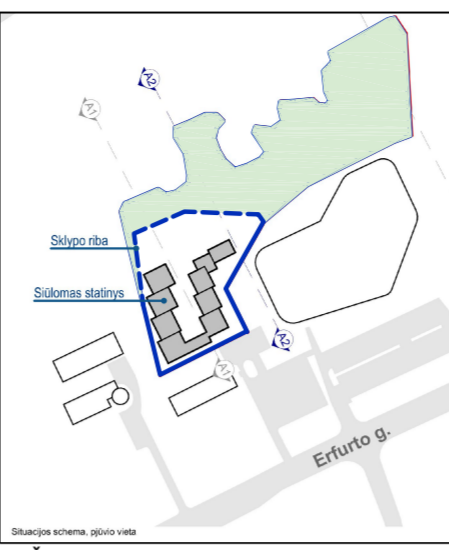 A1
A2
Sklypo riba
Siūlomas statinys
A2
A1
Erfurto g.
Situacijos schema, pjūvio vieta